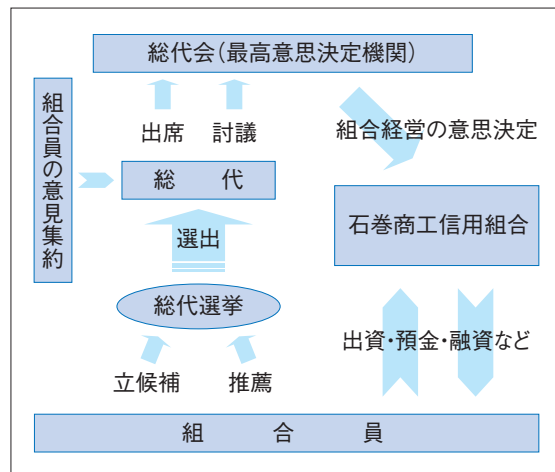 総代会(最高意思決定機関)
組合員の意見集約
出席 討議
組合経営の意思決定
総 代
石巻商工信用組合
選出
総代選挙
出資・預金・融資など
立候補 推薦
組 合 員